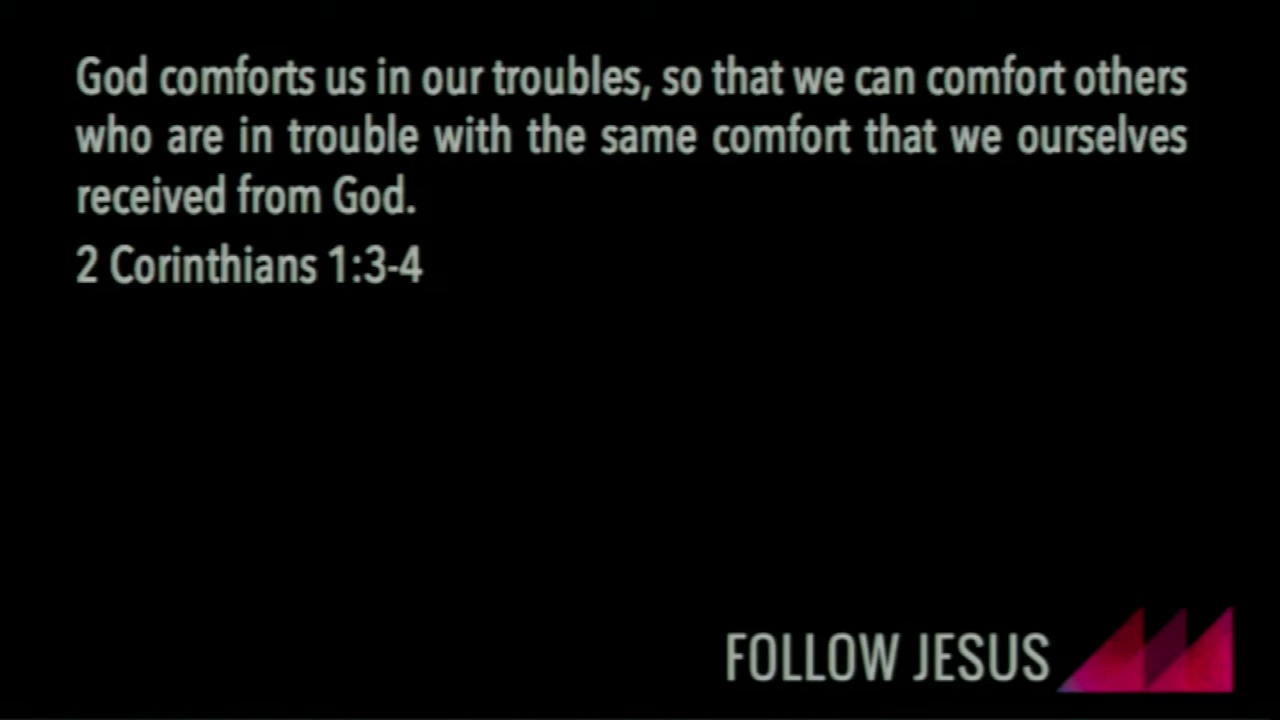 God comforts us in our troubles, so that we can comfort others
who are in trouble with the same comfort that we ourselves
received from God.
2 Corinthians 1:3-4
FOLLOW JESUS